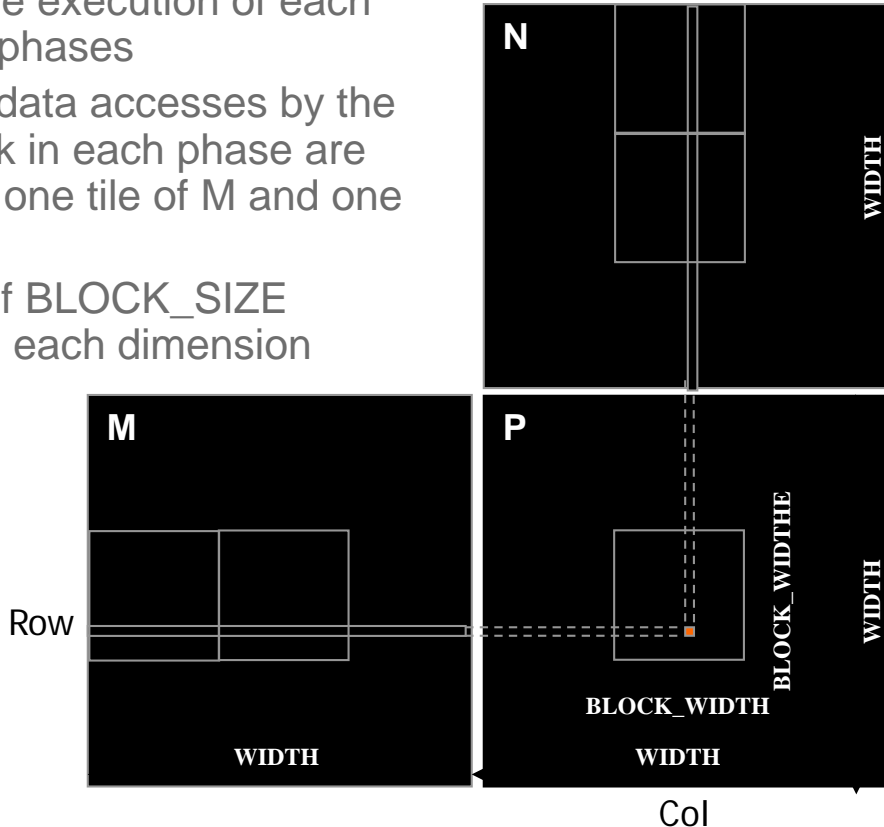 e execution of each
phases
data accesses by the
k in each phase are
one tile of M and one
f BLOCK_SIZE
each dimension
N
WIDTH
M
P
Row
BLOCK_WIDTHE
WIDTH
BLOCK_WIDTH
WIDTH
WIDTH
Col